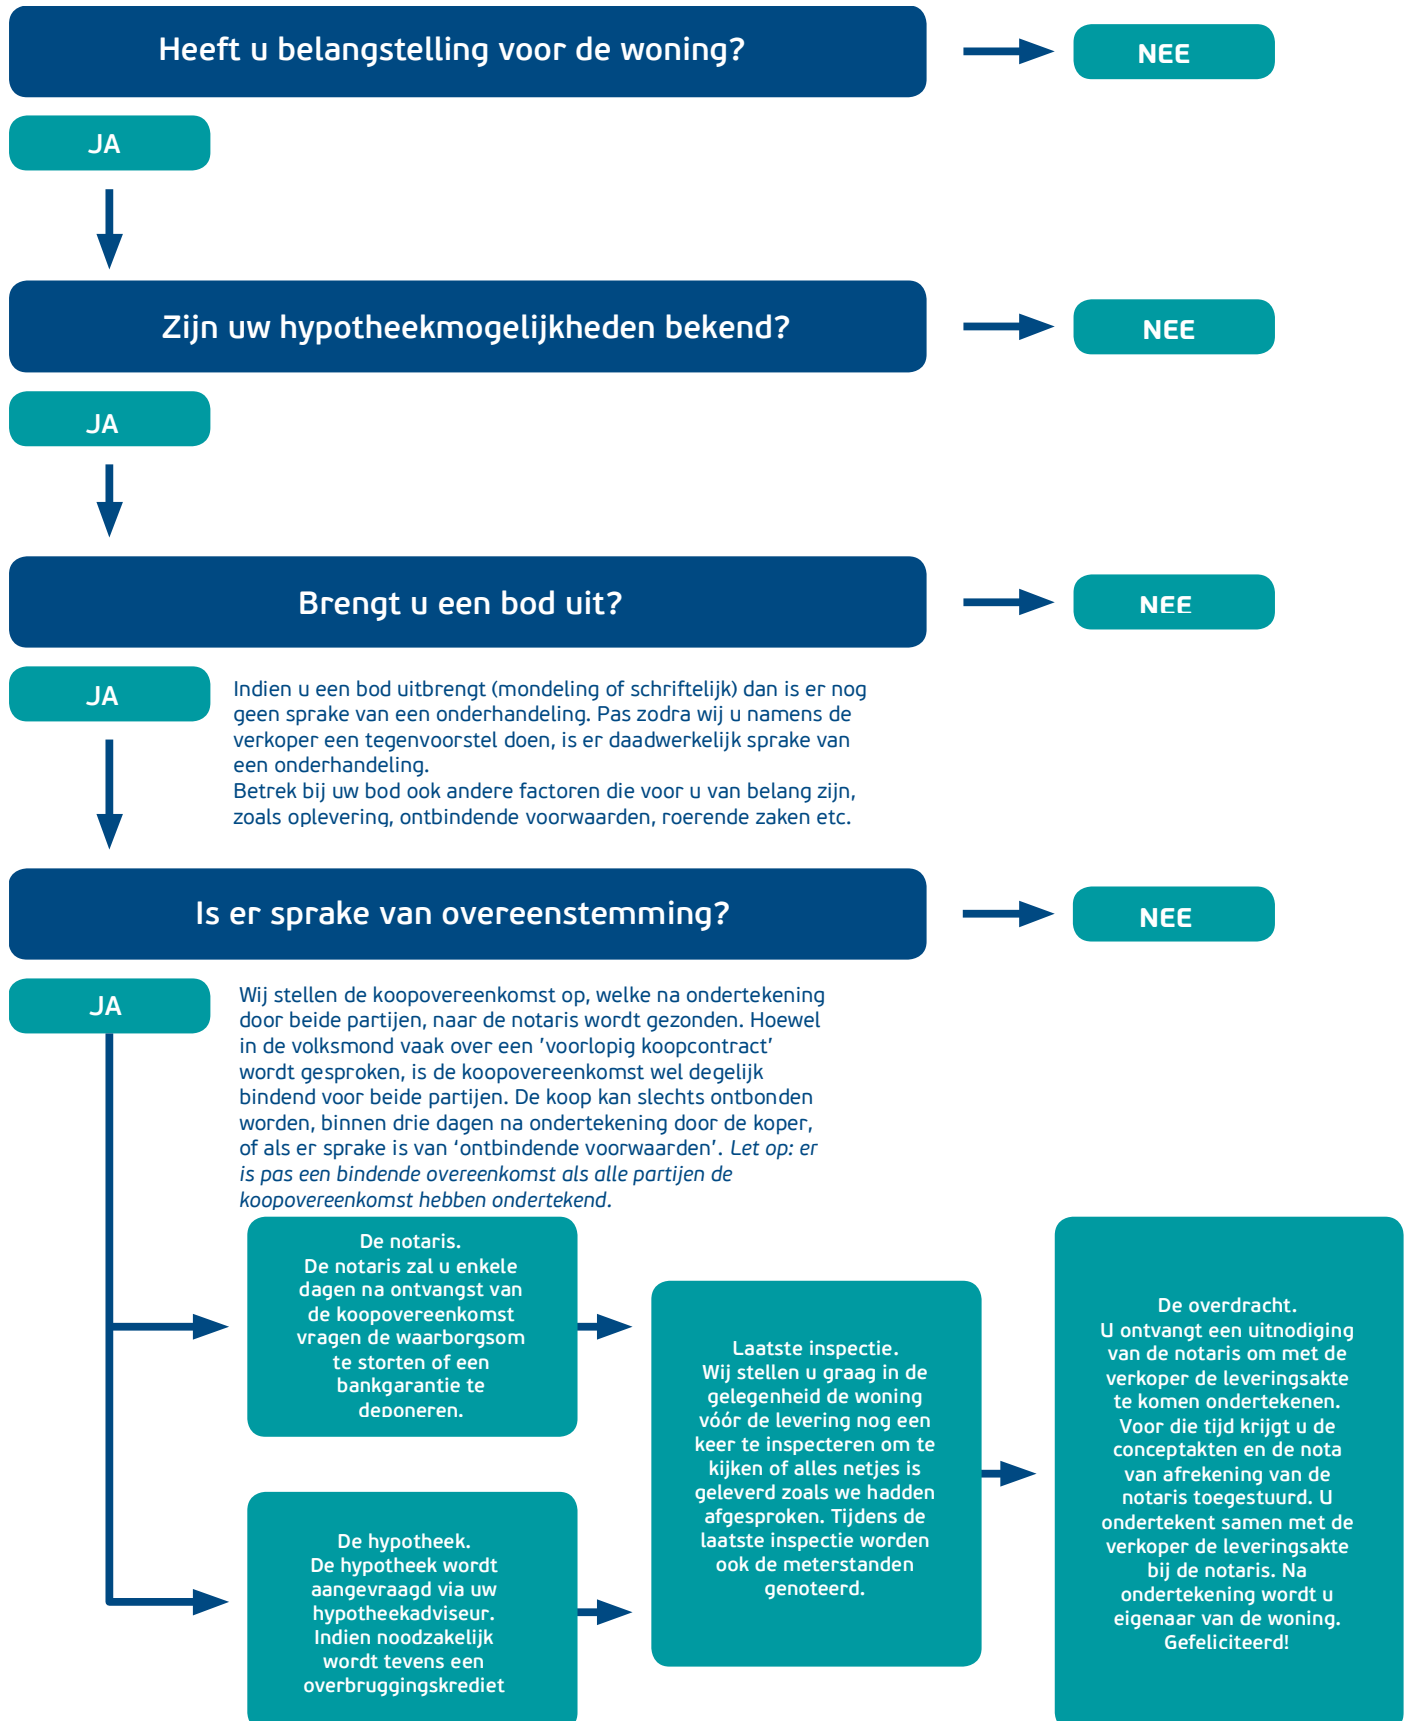 Heeft u belangstelling voor de woning?
NEE
JA
Zijn uw hypotheekmogelijkheden bekend?
NEE
JA
Brengt u een bod uit?
NEE
JA
Indien u een bod uitbrengt (mondeling of schriftelijk) dan is er nog
geen sprake van een onderhandeling. Pas zodra wij u namens de
verkoper een tegenvoorstel doen, is er daadwerkelijk sprake van
een onderhandeling.
Betrek bij uw bod ook andere factoren die voor u van belang zijn,
zoals oplevering, ontbindende voorwaarden, roerende zaken etc.
Is er sprake van overeenstemming?
NEE
JA
Wij stellen de koopovereenkomst op, welke na ondertekening
door beide partijen, naar de notaris wordt gezonden. Hoewel
in de volksmond vaak over een 'voorlopig koopcontract'
wordt gesproken, is de koopovereenkomst wel degelijk
bindend voor beide partijen. De koop kan slechts ontbonden
worden, binnen drie dagen na ondertekening door de koper,
of als er sprake is van ‘ontbindende voorwaarden’. Let op: er
is pas een bindende overeenkomst als alle partijen de
koopovereenkomst hebben ondertekend.
De notaris.
De notaris zal u enkele
dagen na ontvangst van
de koopovereenkomst
vragen de waarborgsom
te storten of een
bankgarantie te
deponeren.
De hypotheek.
De hypotheek wordt
aangevraagd via uw
hypotheekadviseur.
Indien noodzakelijk
wordt tevens een
overbruggingskrediet
Laatste inspectie.
Wij stellen u graag in de
gelegenheid de woning
vóór de levering nog een
keer te inspecteren om te
kijken of alles netjes is
geleverd zoals we hadden
afgesproken. Tijdens de
laatste inspectie worden
ook de meterstanden
genoteerd.
De overdracht.
U ontvangt een uitnodiging
van de notaris om met de
verkoper de leveringsakte
te komen ondertekenen.
Voor die tijd krijgt u de
conceptakten en de nota
van afrekening van de
notaris toegestuurd. U
ondertekent samen met de
verkoper de leveringsakte
bij de notaris. Na
ondertekening wordt u
eigenaar van de woning.
Gefeliciteerd!